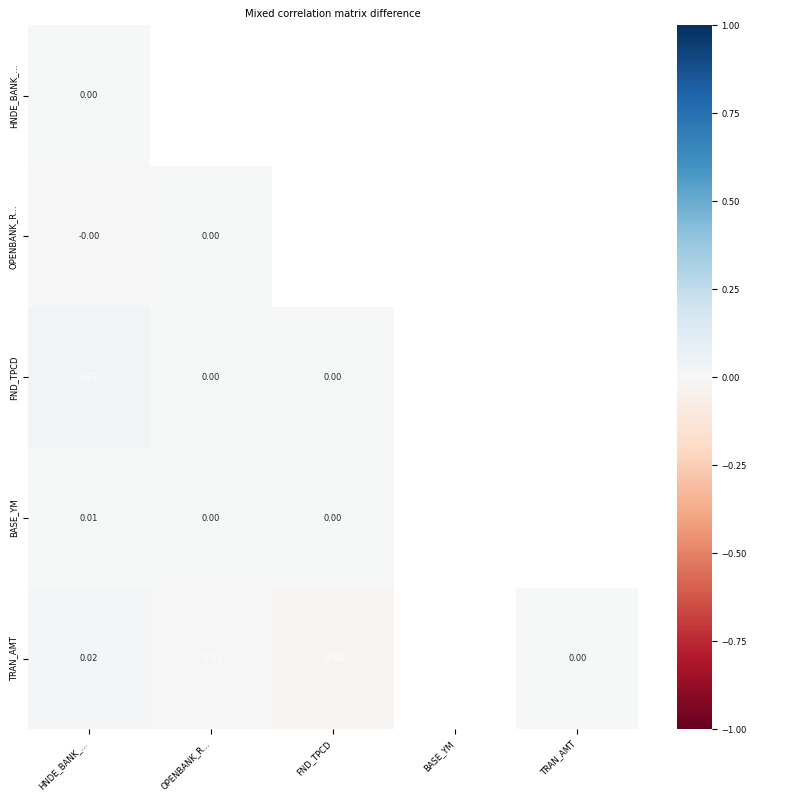 Mixed correlation matrix difference
HNDE_BANK_...
0.00
OPENBANK_R...
-0.00 0.00
FND_TPCD
0.00 0.00
BASE_YM
0.01 0.00 0.00
TRAN_AMT
0.02 0.00
HNDE_BANK_... OPENBANK_R... FND_TPCD BASE_YM TRAN_AMT
1.00
0.75
0.50
0.25
0.00
−0.25
−0.50
−0.75
−1.00